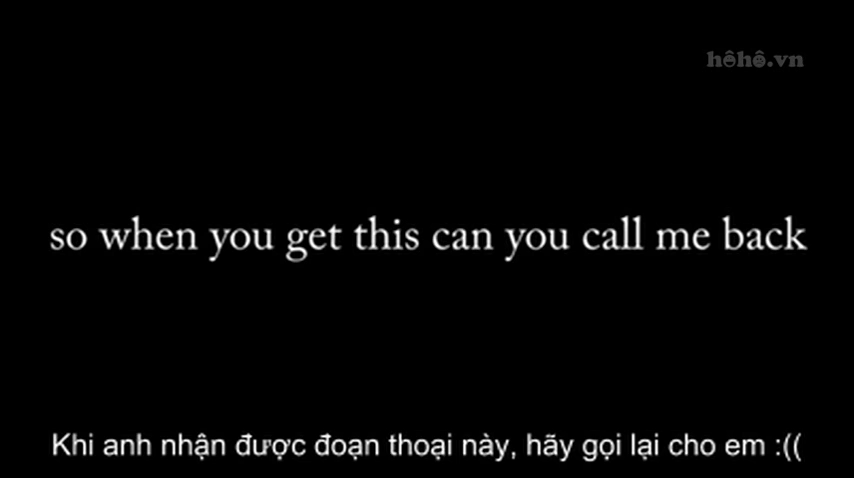 hêhê.vn
so when you get this can you call me back
Khi anh nhận được đoạn thoại này, hãy gọi lại cho em :((